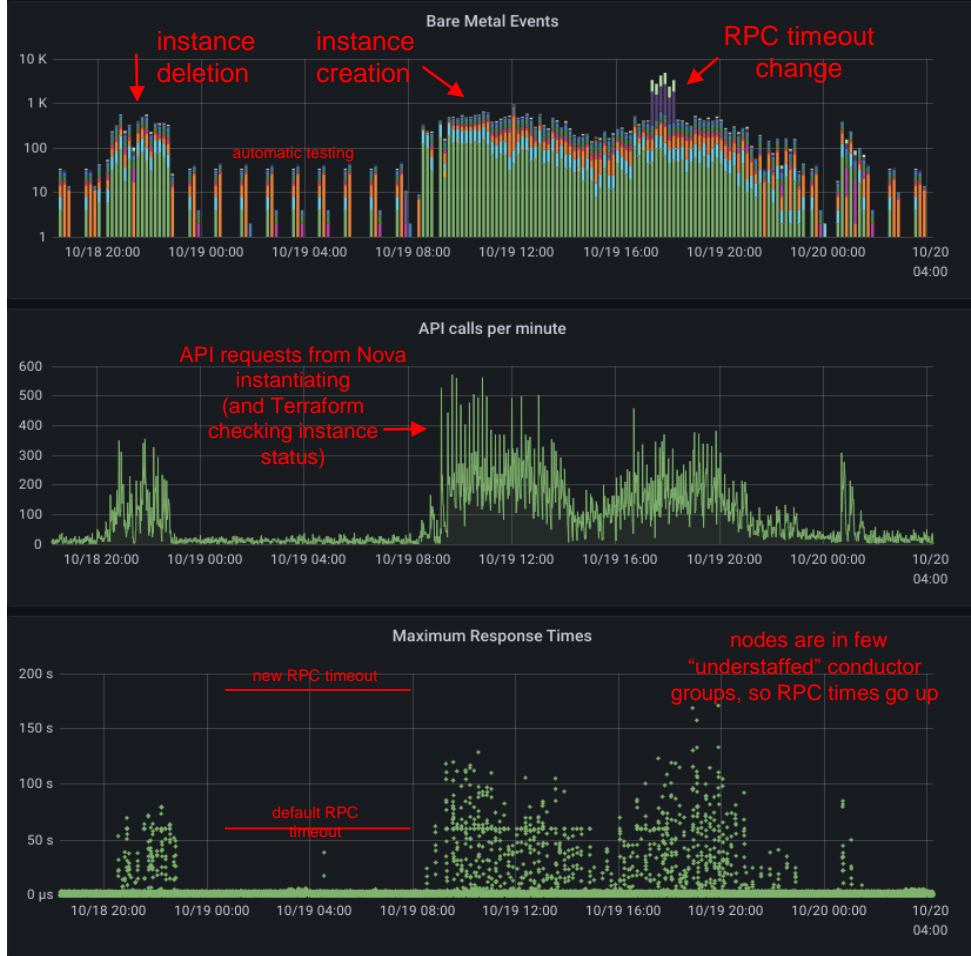 Bare Metal Events
instance
deletion
instance
creation
RPC timeout
change
10 K
1 K
100
10
1
automatic testing
10/18 20:00
10/19 00:00
10/19 04:00
10/19 08:00
10/19 12:00
10/19 16:00
10/19 20:00
10/20 00:00
10/20
04:00
API calls per minute
API requests from Nova
instantiating
(and Terraform
checking instance
status)
600
500
400
300
200
100
0
10/18 20:00
10/19 00:00
10/19 04:00
10/19 08:00
10/19 12:00
10/19 16:00
10/19 20:00
10/20 00:00
10/20
04:00
Maximum Response Times
nodes are in few
“understaffed” conductor
groups, so RPC times go up
new RPC timeout
default RPC
timeout
200 s
150 s
100 s
50 s
0 µs
10/18 20:00
10/19 00:00
10/19 04:00
10/19 08:00
10/19 12:00
10/19 16:00
10/19 20:00
10/20 00:00
10/20
04:00